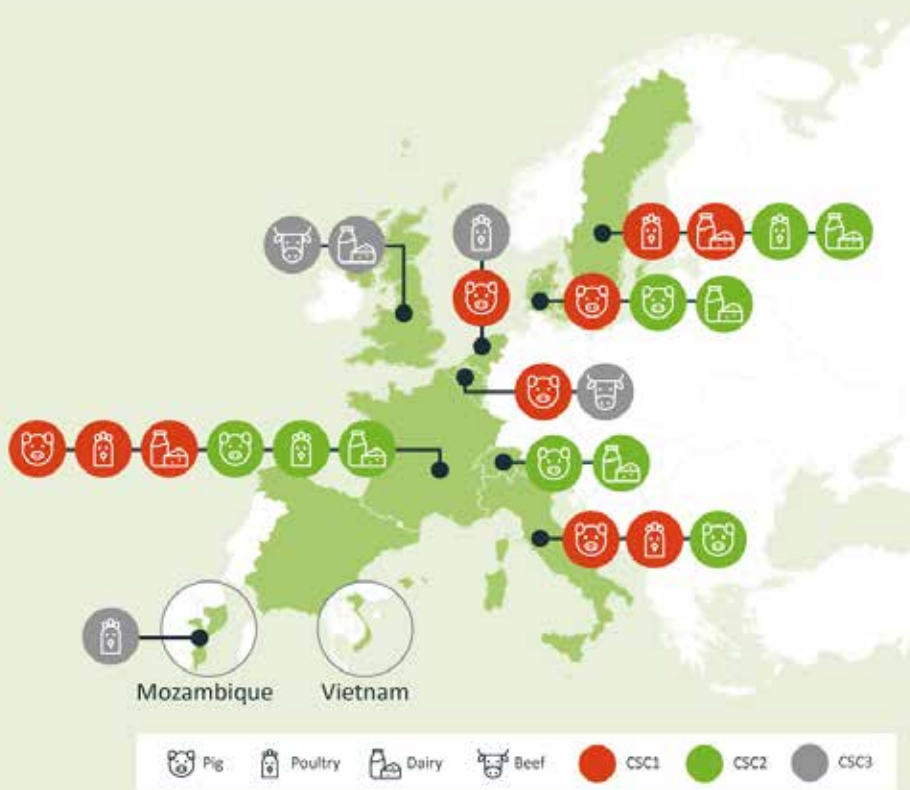 Mozambique
Vietnam
Pig
Poultry
Dairy
Beef
CSC1
CSC2
CSC3